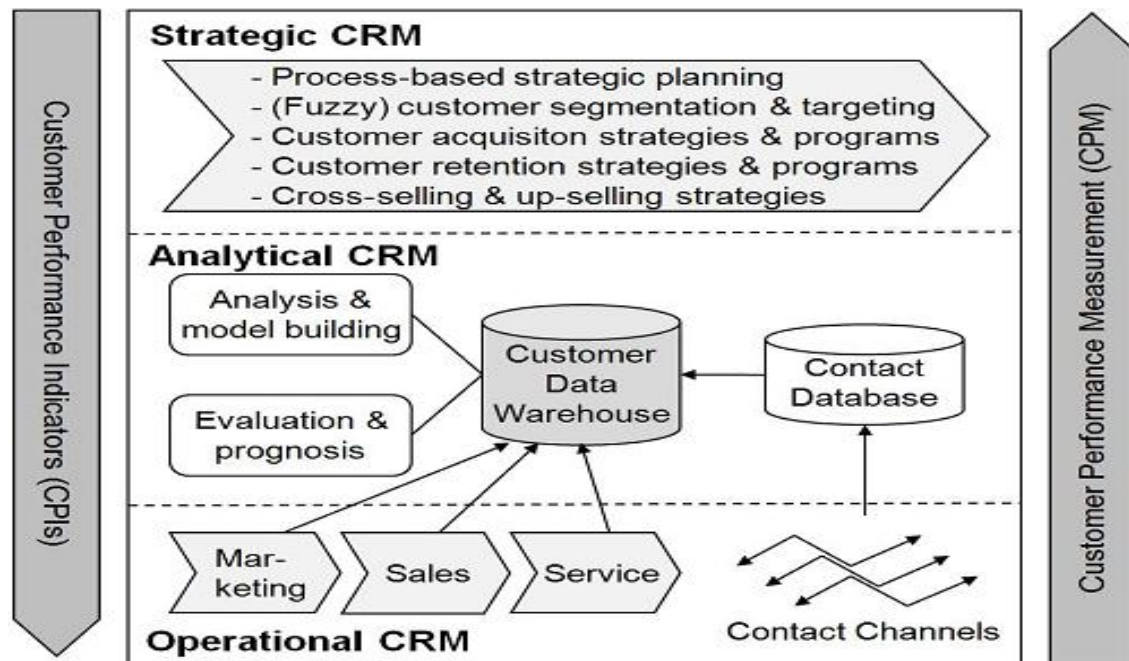 Strategic CRM
- Process-based strategic planning
- (Fuzzy) customer segmentation & targeting
- Customer acquisiton strategies & programs
- Customer retention strategies & programs
- Cross-selling & up-selling strategies
Analytical CRM
Analysis &
model building
Evaluation &
prognosis
Customer
Data
Warehouse
Contact
Database
Mar-
keting
Sales
Service
Contact Channels
Operational CRM
Customer Performance Indicators (CPIs)
Customer Performance Measurement (CPM)